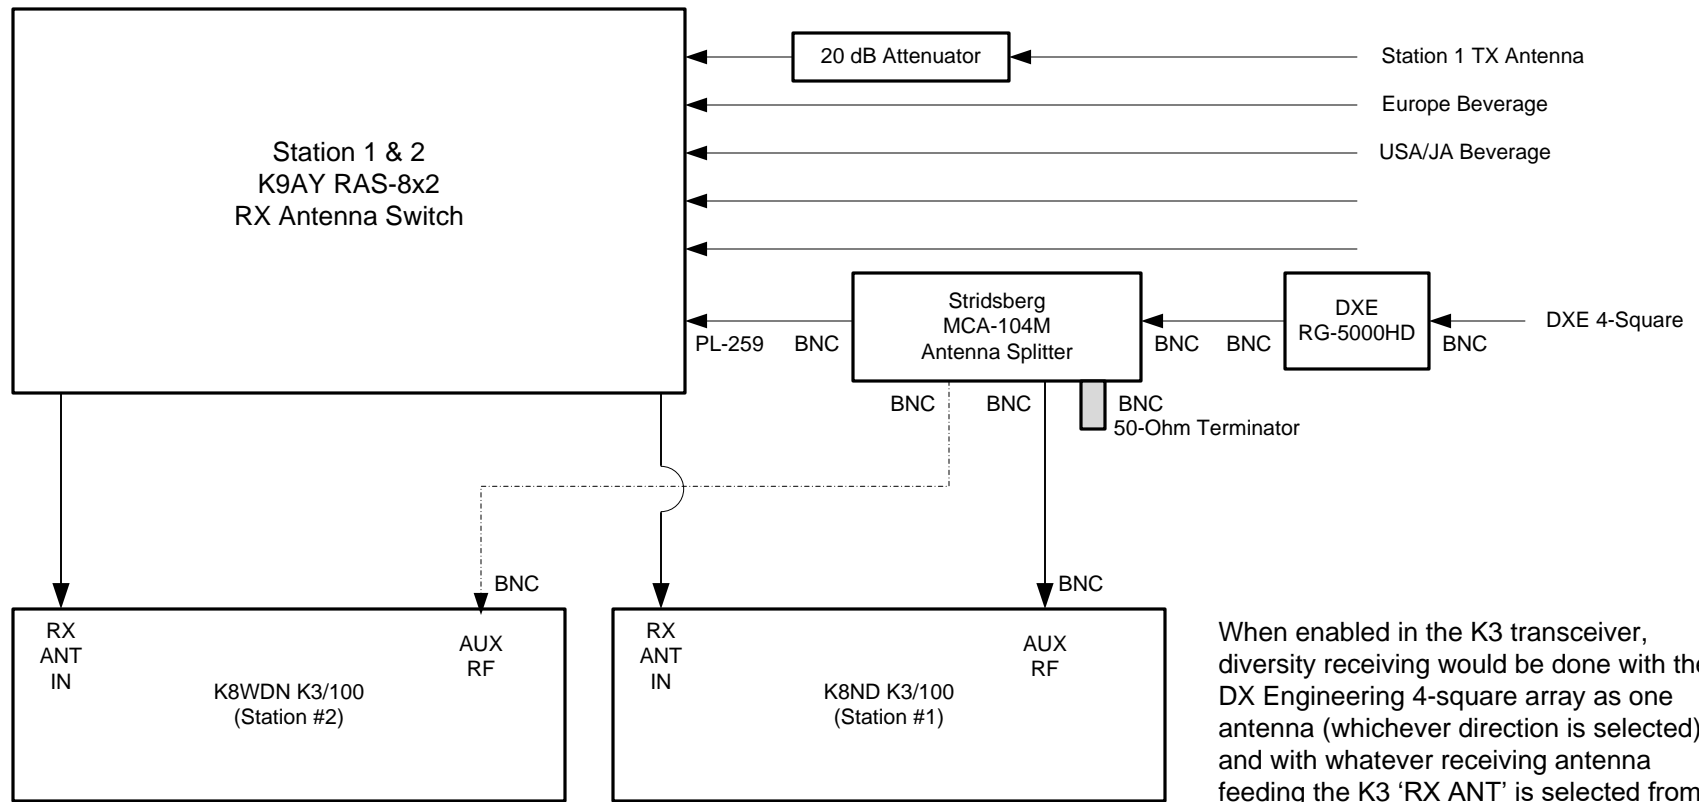 20 dB Attenuator
Station 1 TX Antenna
Europe Beverage
USA/JA Beverage
Station 1 & 2
K9AY RAS-8x2
RX Antenna Switch
Stridsberg
MCA-104M
Antenna Splitter
DXE
RG-5000HD
DXE 4-Square
PL-259
BNC
BNC
BNC
BNC
BNC
BNC
BNC
50-Ohm Terminator
BNC
BNC
RX
ANT
IN
AUX
RF
K8WDN K3/100
(Station #2)
RX
ANT
IN
AUX
RF
K8ND K3/100
(Station #1)
When enabled in the K3 transceiver,
diversity receiving would be done with the
DX Engineering 4-square array as one
antenna (whichever direction is selected)
and with whatever receiving antenna
feeding the K3 ‘RX ANT’ is selected from